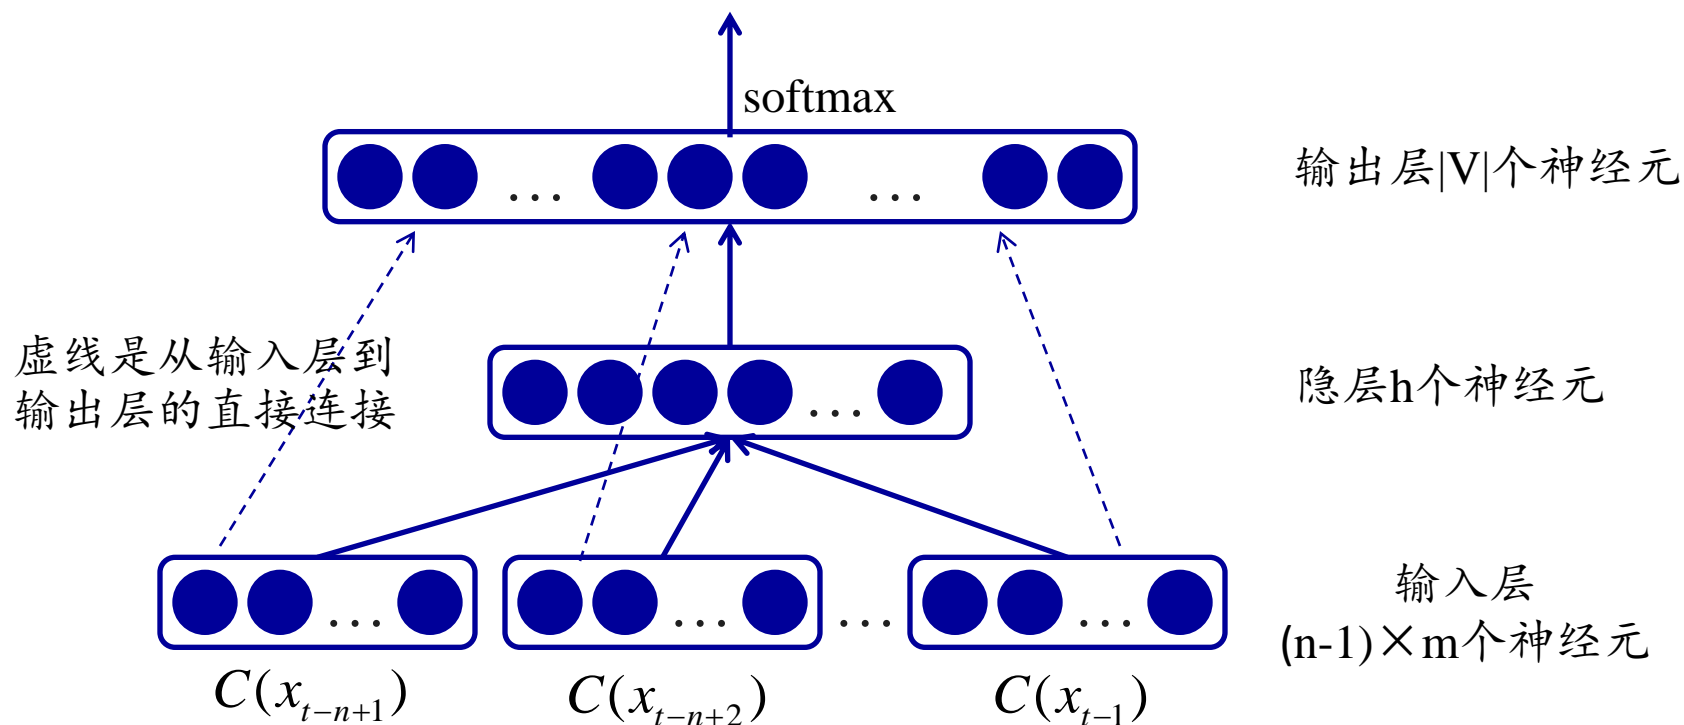 softmax
… …
输出层|V|个神经元
虚线是从输入层到
输出层的直接连接
…
隐层h个神经元
… … … …
输入层
(n-1)×m个神经元
C(x_{t-n+1}) C(x_{t-n+2}) C(x_{t-1})